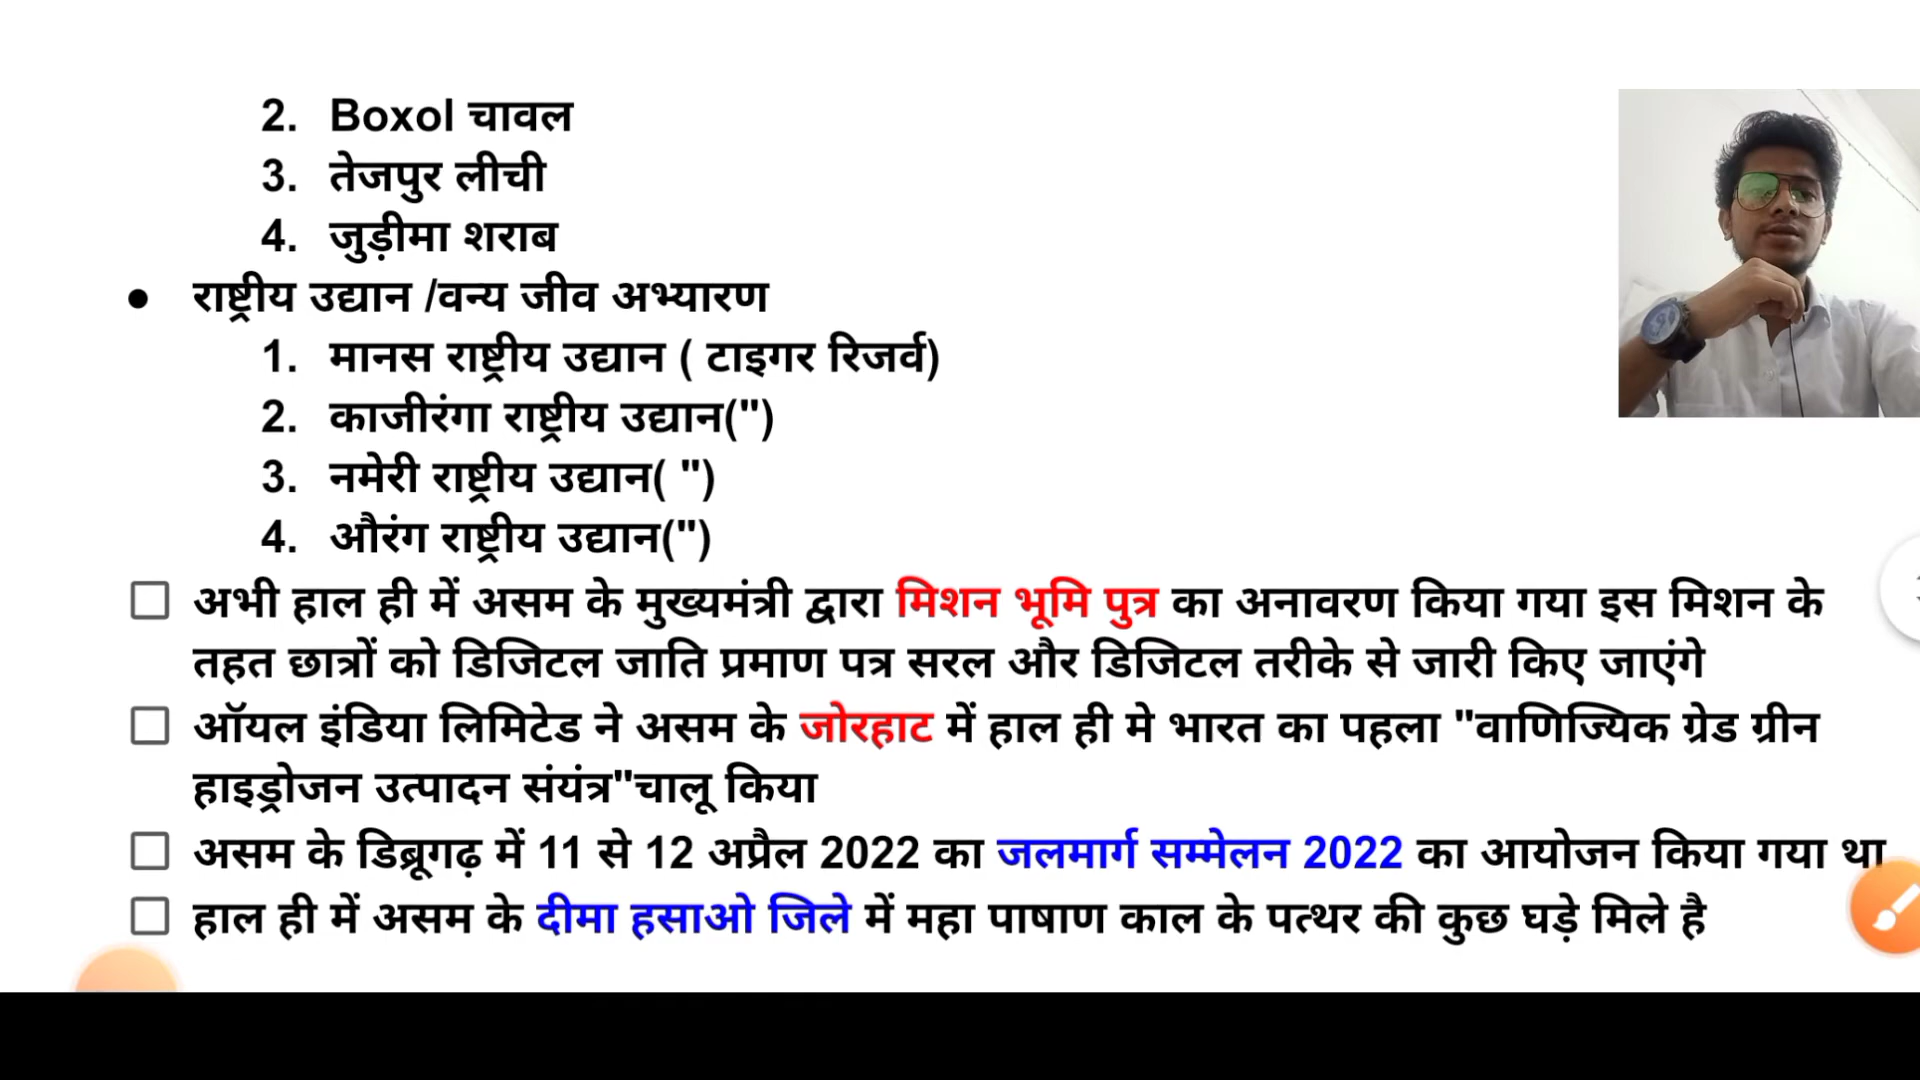 2. Boxol चावल
3. तेजपुर लीची
4. जुड़ीमा शराब
● राष्ट्रीय उद्यान /वन्य जीव अभ्यारण
1. मानस राष्ट्रीय उद्यान ( टाइगर रिजर्व)
2. काजीरंगा राष्ट्रीय उद्यान(")
3. नमेरी राष्ट्रीय उद्यान( ")
4. औरंग राष्ट्रीय उद्यान(")
☐ अभी हाल ही में असम के मुख्यमंत्री द्वारा मिशन भूमि पुत्र का अनावरण किया गया इस मिशन के
तहत छात्रों को डिजिटल जाति प्रमाण पत्र सरल और डिजिटल तरीके से जारी किए जाएंगे
☐ ऑयल इंडिया लिमिटेड ने असम के जोरहाट में हाल ही मे भारत का पहला "वाणिज्यिक ग्रेड ग्रीन
हाइड्रोजन उत्पादन संयंत्र"चालू किया
☐ असम के डिब्रूगढ़ में 11 से 12 अप्रैल 2022 का जलमार्ग सम्मेलन 2022 का आयोजन किया गया था
☐ हाल ही में असम के दीमा हसाओ जिले में महा पाषाण काल के पत्थर की कुछ घड़े मिले है